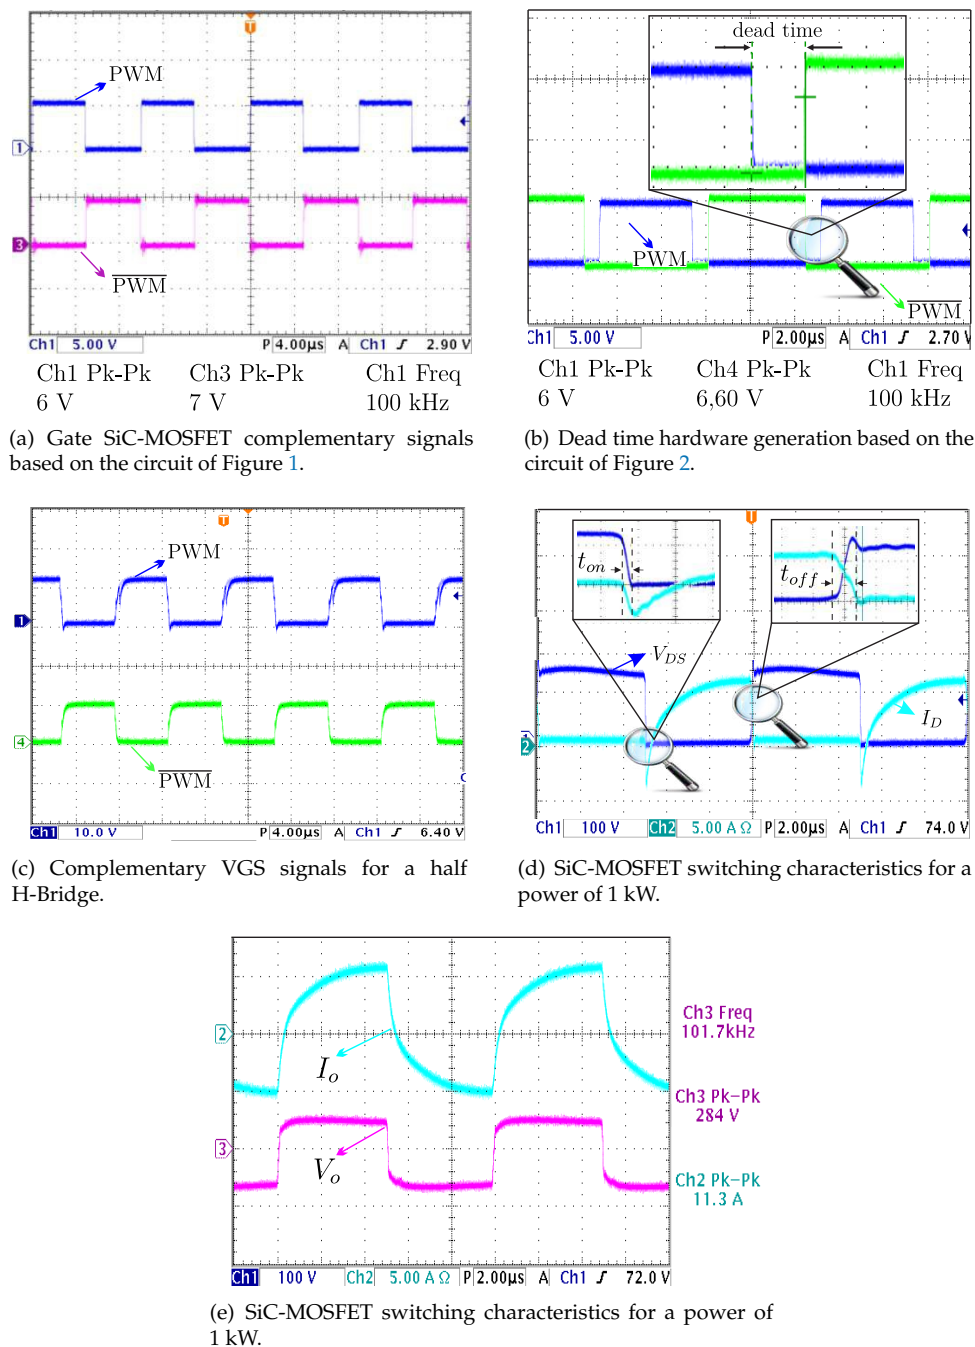 T
PWM
1
3
PWM
Ch1 5.00 V P 4.00µs A Ch1 2.90 V
Ch1 Pk-Pk Ch3 Pk-Pk Ch1 Freq
6 V 7 V 100 kHz
(a) Gate SiC-MOSFET complementary signals
based on the circuit of Figure 1.
dead time
PWM
PWM
Ch1 5.00 V P 2.00µs A Ch1 2.70 V
Ch1 Pk-Pk Ch4 Pk-Pk Ch1 Freq
6 V 6,60 V 100 kHz
(b) Dead time hardware generation based on the
circuit of Figure 2.
T
T
PWM
1
4
PWM
Ch1 10.0 V P 4.00µs A Ch1 6.40 V
(c) Complementary VGS signals for a half
H-Bridge.
T
ton
toff
VDS
ID
2
Ch1 100 V Ch2 5.00 A Ω P 2.00µs A Ch1 74.0 V
(d) SiC-MOSFET switching characteristics for a
power of 1 kW.
2
Io
3
Vo
Ch3 Freq
101.7kHz
Ch3 Pk-Pk
284 V
Ch2 Pk-Pk
11.3 A
Ch1 100 V Ch2 5.00 A Ω P 2.00µs A Ch1 72.0 V
(e) SiC-MOSFET switching characteristics for a power of
1 kW.